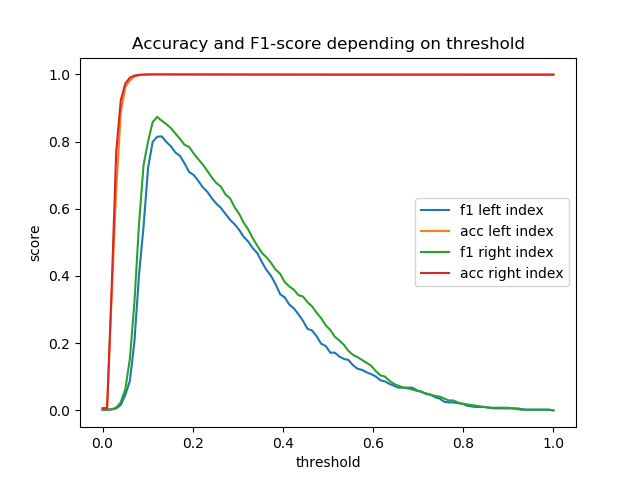 Accuracy and F1-score depending on threshold
1.0
0.8
0.6
0.4
0.2
0.0
score
f1 left index
acc left index
f1 right index
acc right index
0.0 0.2 0.4 0.6 0.8 1.0
threshold